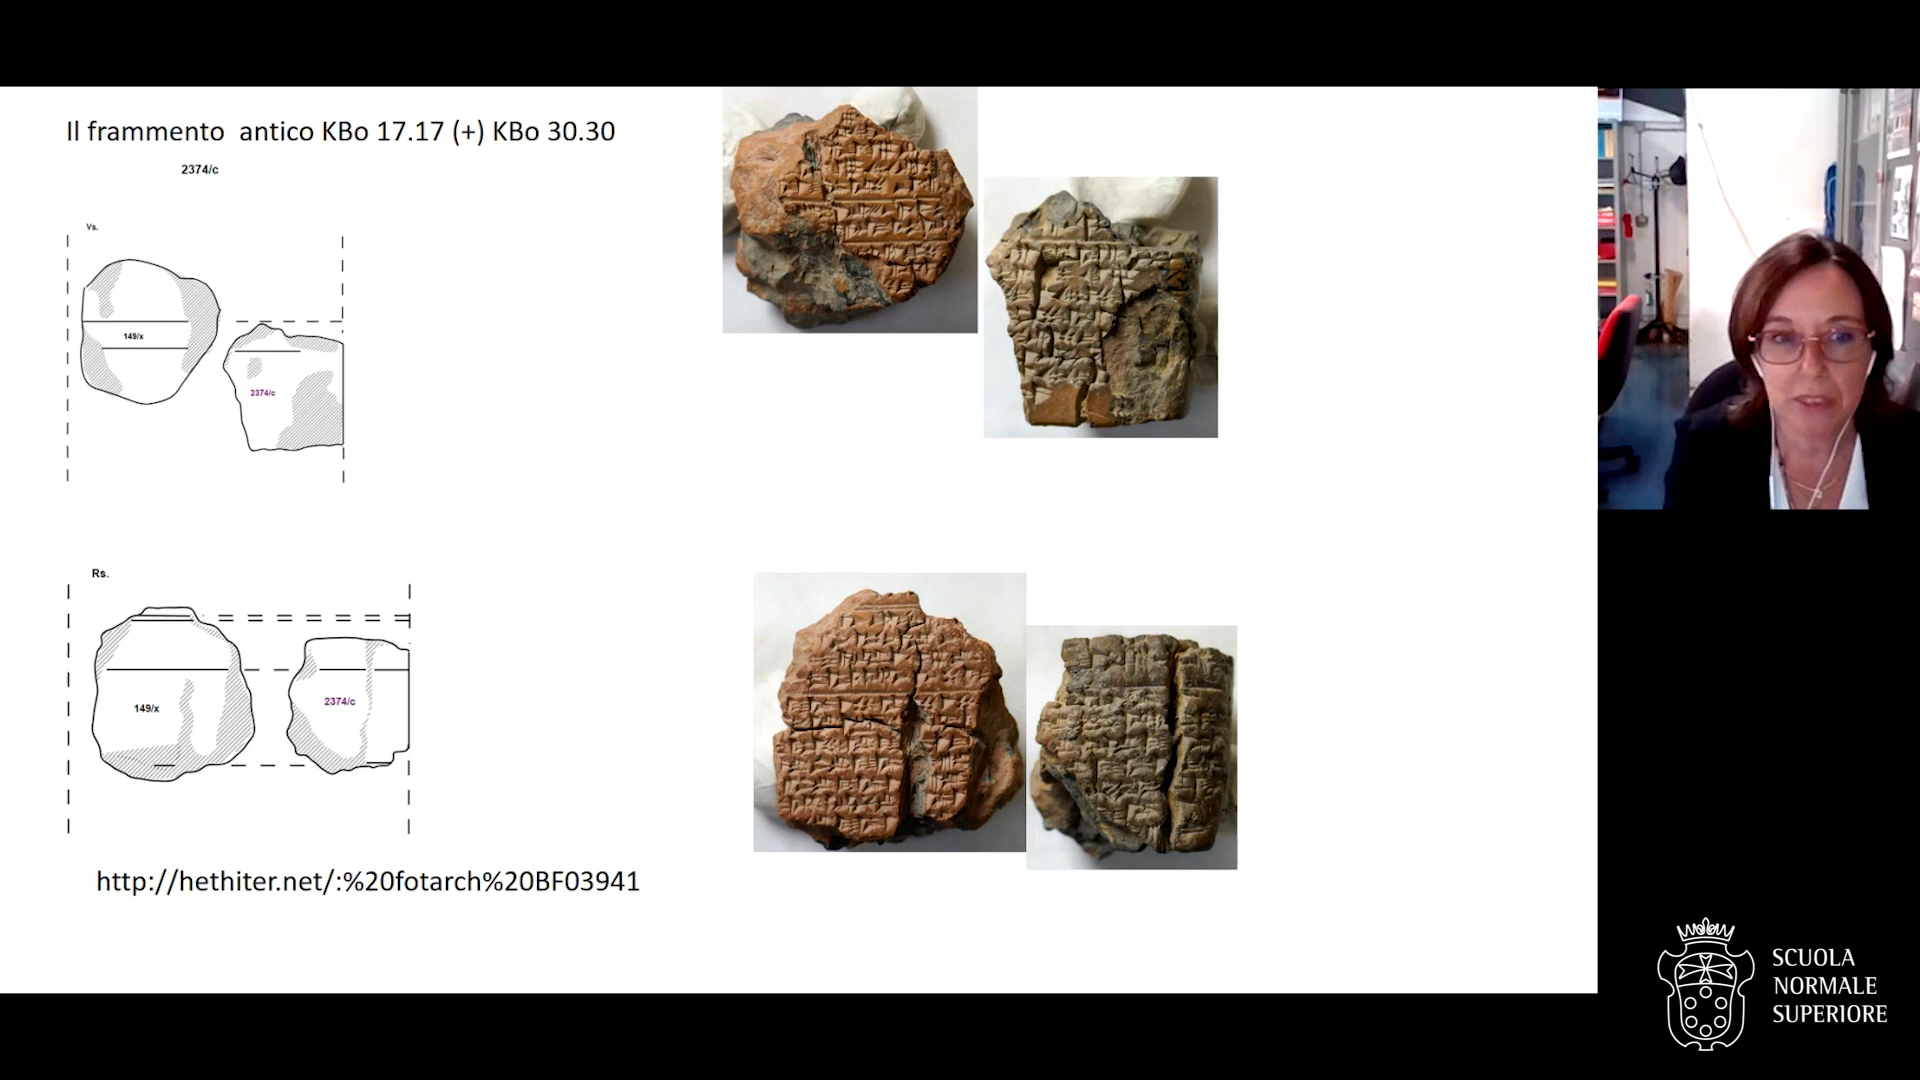 Il frammento  antico KBo 17.17 (+) KBo 30.30
2374/c
Vs.
149/x
2374/c
Rs.
149/x
2374/c
http://hethiter.net/:%20fotarch%20BF03941
SCUOLA
NORMALE
SUPERIORE